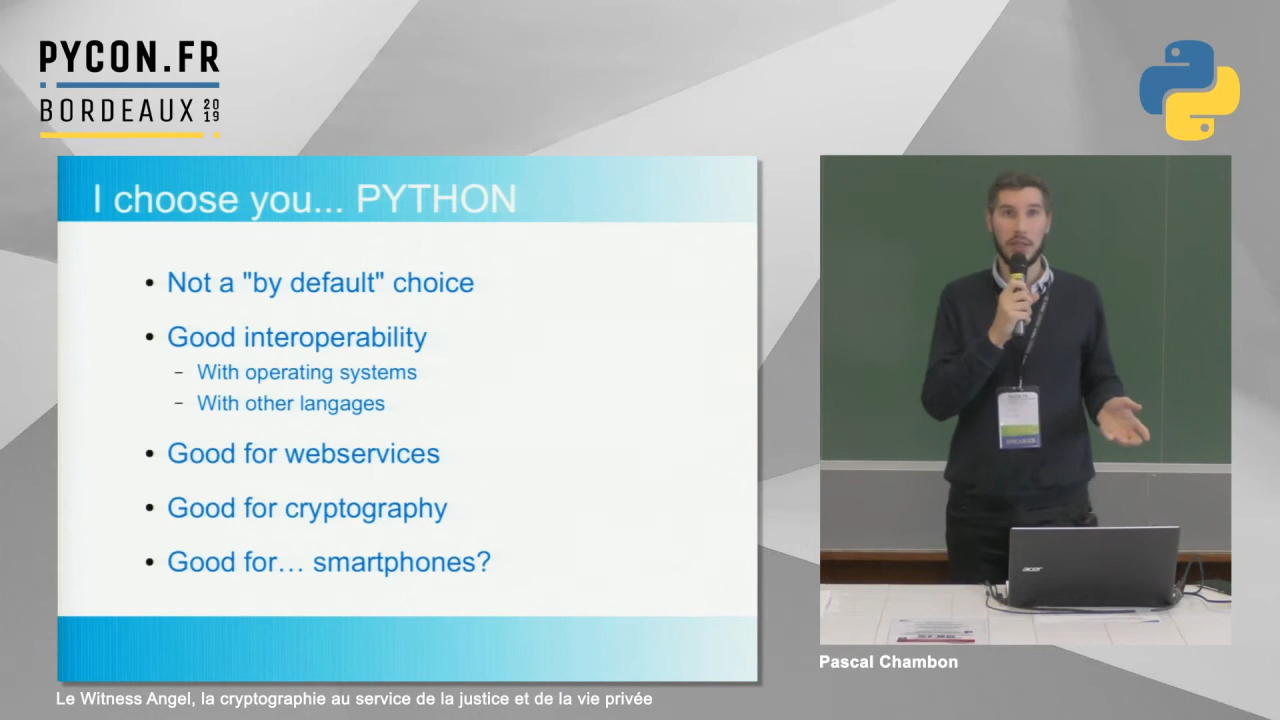 PYCON.FR
BORDEAUX 2019
I choose you... PYTHON
• Not a "by default" choice
• Good interoperability
– With operating systems
– With other langages
• Good for webservices
• Good for cryptography
• Good for… smartphones?
acer
Pascal Chambon
Le Witness Angel, la cryptographie au service de la justice et de la vie privée